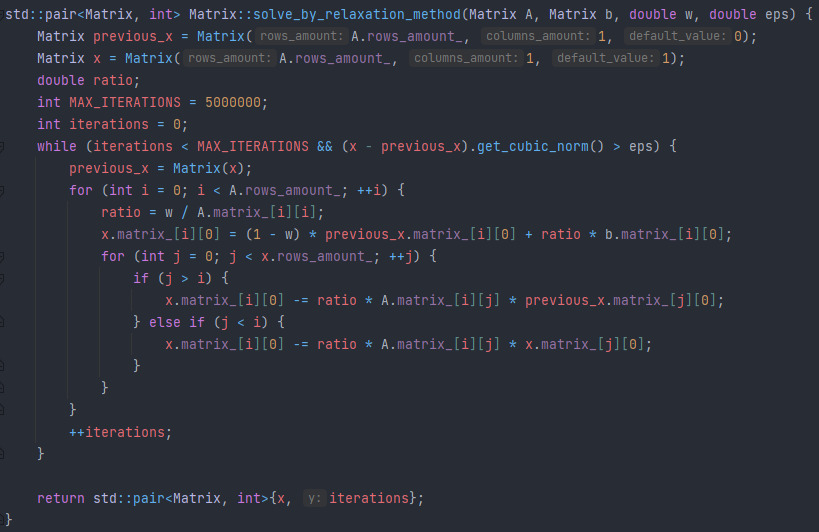 std::pair<Matrix, int> Matrix::solve_by_relaxation_method(Matrix A, Matrix b, double w, double eps) {
    Matrix previous_x = Matrix( rows_amount: A.rows_amount_, columns_amount: 1, default_value: 0);
    Matrix x = Matrix( rows_amount: A.rows_amount_, columns_amount: 1, default_value: 1);
    double ratio;
    int MAX_ITERATIONS = 5000000;
    int iterations = 0;
    while (iterations < MAX_ITERATIONS && (x - previous_x).get_cubic_norm() > eps) {
        previous_x = Matrix(x);
        for (int i = 0; i < A.rows_amount_; ++i) {
            ratio = w / A.matrix_[i][i];
            x.matrix_[i][0] = (1 - w) * previous_x.matrix_[i][0] + ratio * b.matrix_[i][0];
            for (int j = 0; j < x.rows_amount_; ++j) {
                if (j > i) {
                    x.matrix_[i][0] -= ratio * A.matrix_[i][j] * previous_x.matrix_[j][0];
                } else if (j < i) {
                    x.matrix_[i][0] -= ratio * A.matrix_[i][j] * x.matrix_[j][0];
                }
            }
        }
        ++iterations;
    }

    return std::pair<Matrix, int>{x, y: iterations};
}